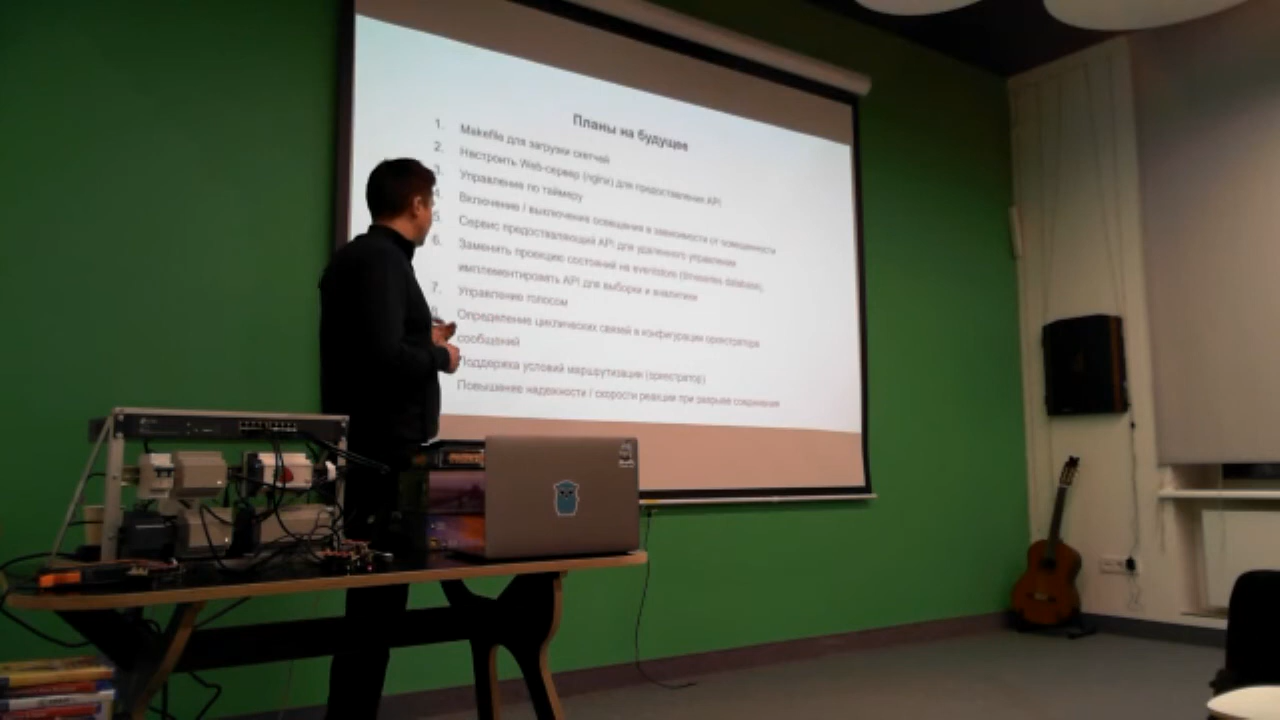 Планы на будущее
1. Makefile для загрузки скетчей
2. Настроить Web-сервер (nginx) для предоставления API
3. Управление по таймеру
4. Включение / выключение освещения в зависимости от освещенности
5. Сервис предоставляющий API для удаленного управления
6. Заменить проекцию состояний на eventstore (timeseries database),
имплементировать API для выборки и аналитики
7. Управление голосом
8. Определение циклических связей в конфигурации оркестратора
сообщений
Поддержка условий маршрутизации (оркестратор)
Повышение надежности / скорости реакции при разрыве соединения